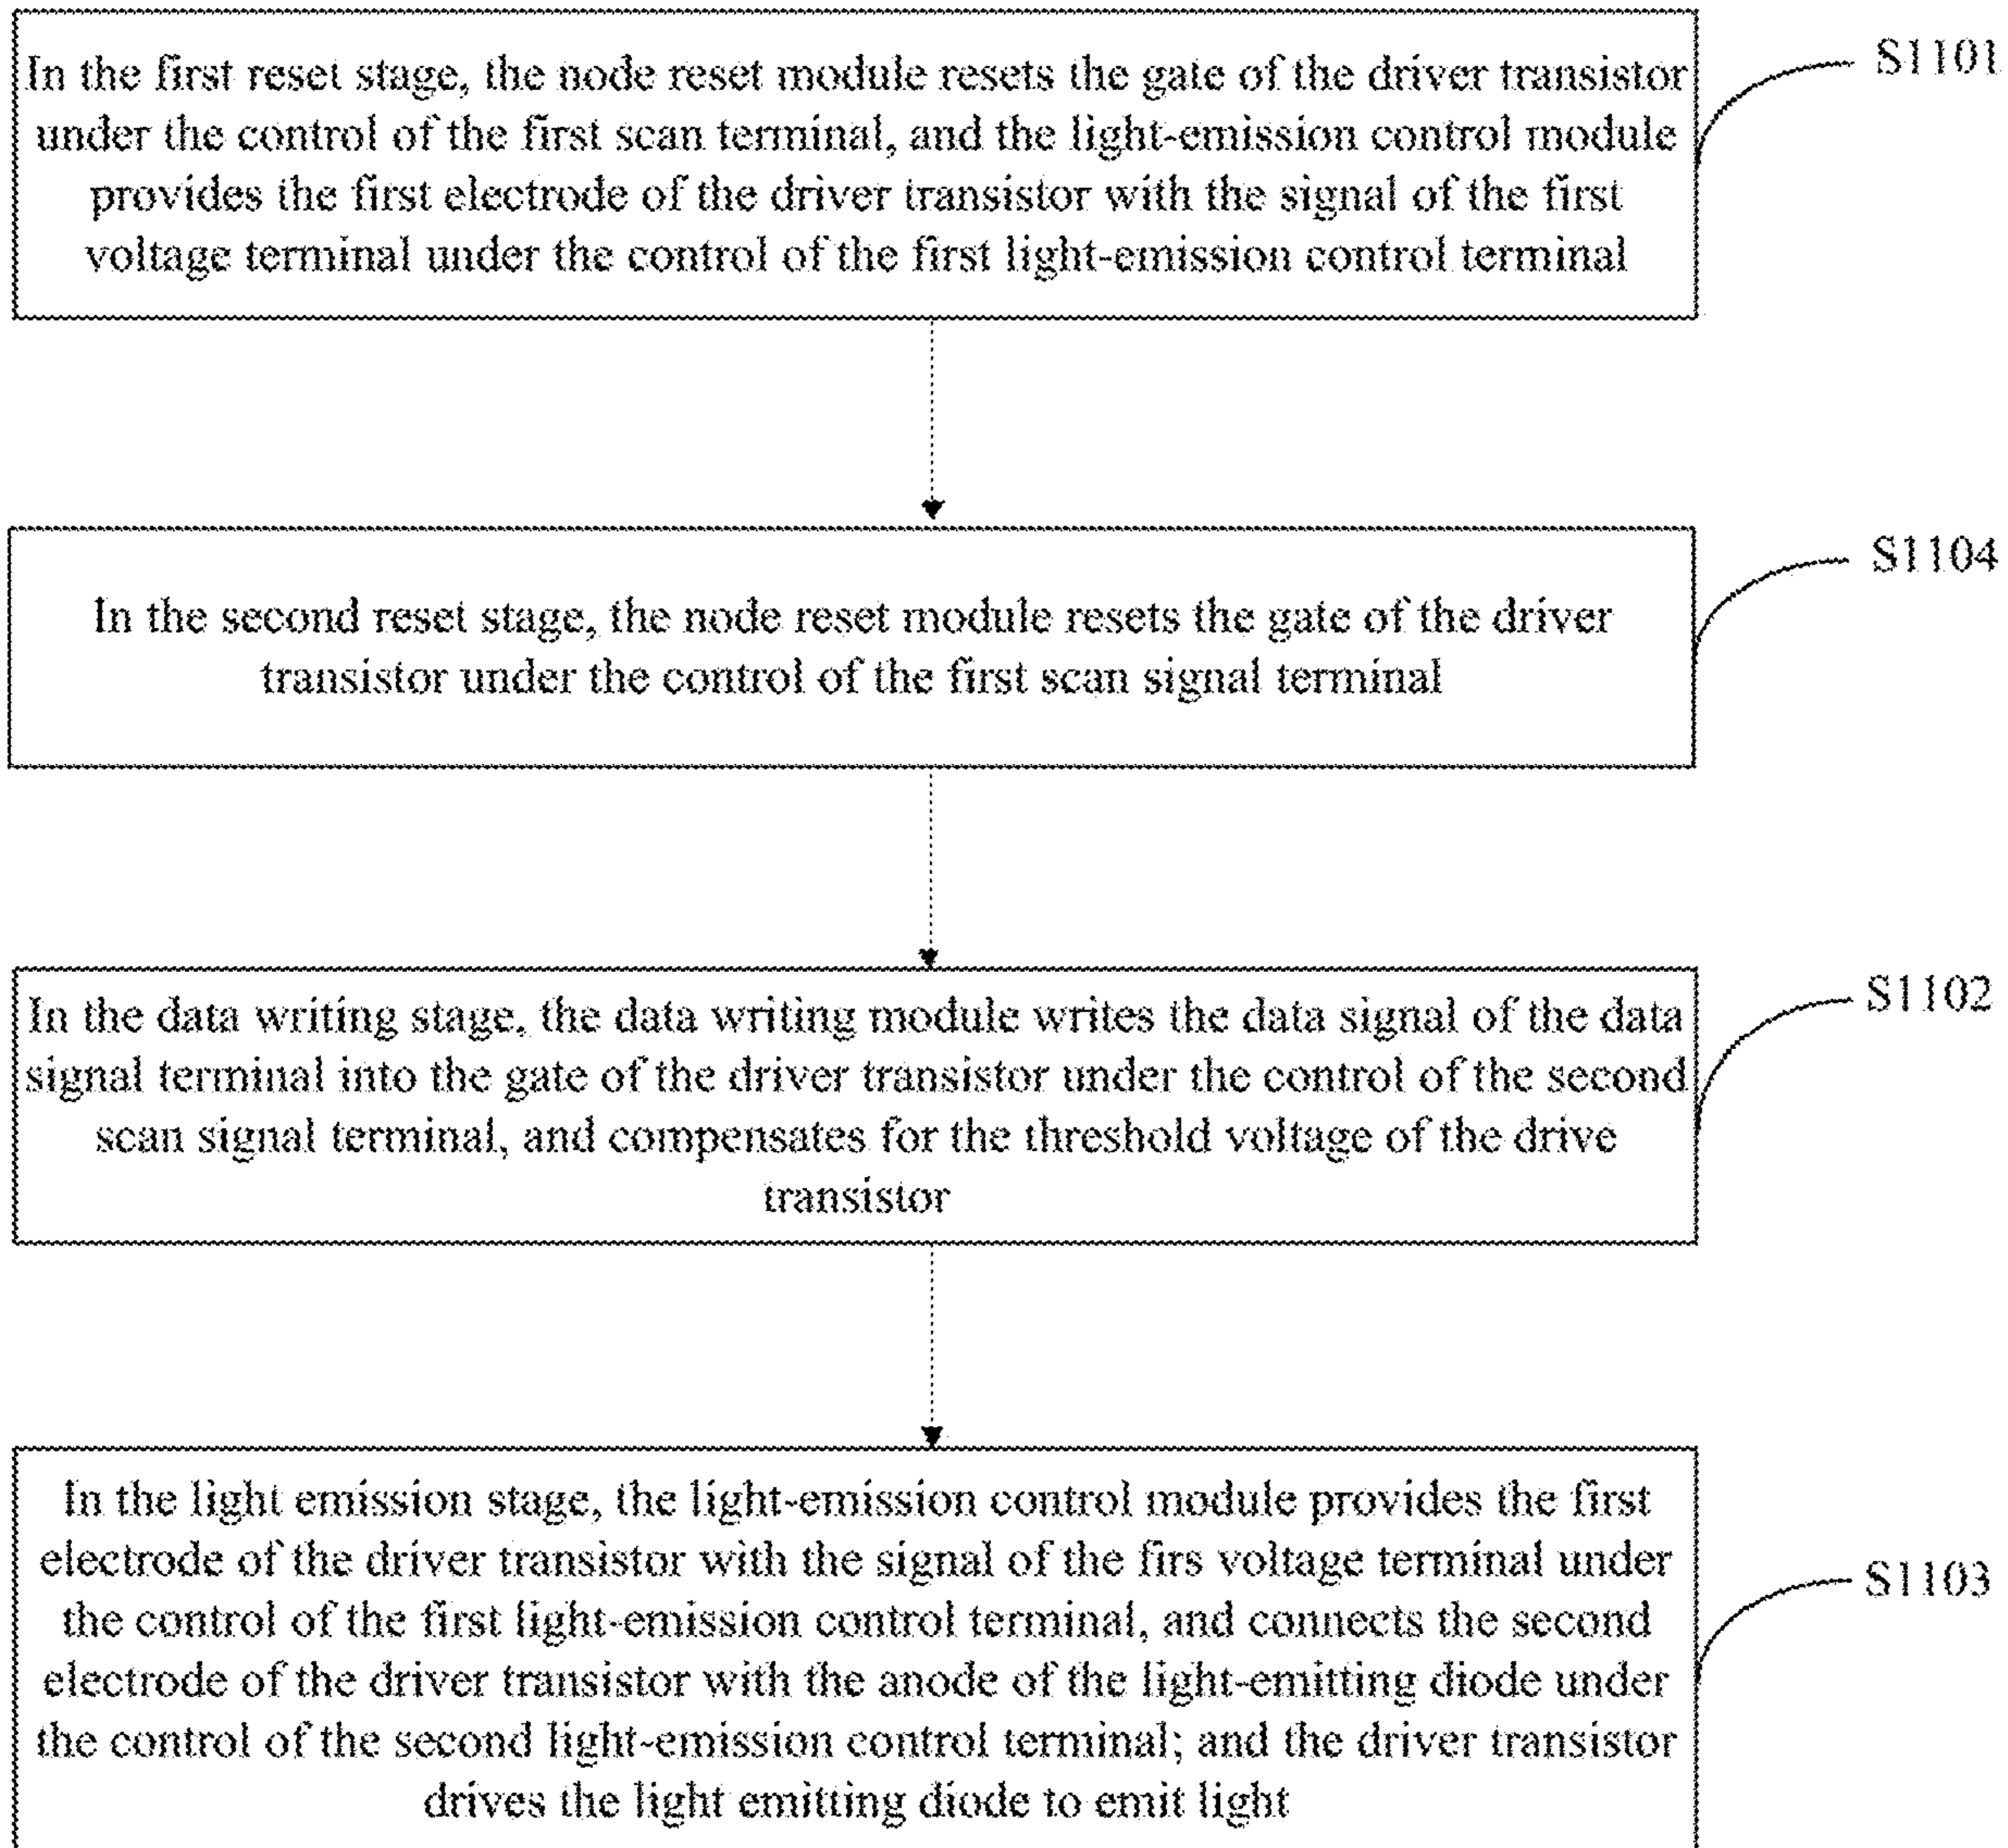 In the first reset stage, the node reset module resets the gate of the driver transistor
under the control of the first scan terminal, and the light-emission control module
provides the first electrode of the driver transistor with the signal of the first
voltage terminal under the control of the first light-emission control terminal
S1101
In the second reset stage, the node reset module resets the gate of the driver
transistor under the control of the first scan signal terminal
S1104
In the data writing stage, the data writing module writes the data signal of the data
signal terminal into the gate of the driver transistor under the control of the second
scan signal terminal, and compensates for the threshold voltage of the drive
transistor
S1102
In the light emission stage, the light-emission control module provides the first
electrode of the driver transistor with the signal of the firs voltage terminal under
the control of the first light-emission control terminal, and connects the second
electrode of the driver transistor with the anode of the light-emitting diode under
the control of the second light-emission control terminal; and the driver transistor
drives the light emitting diode to emit light
S1103